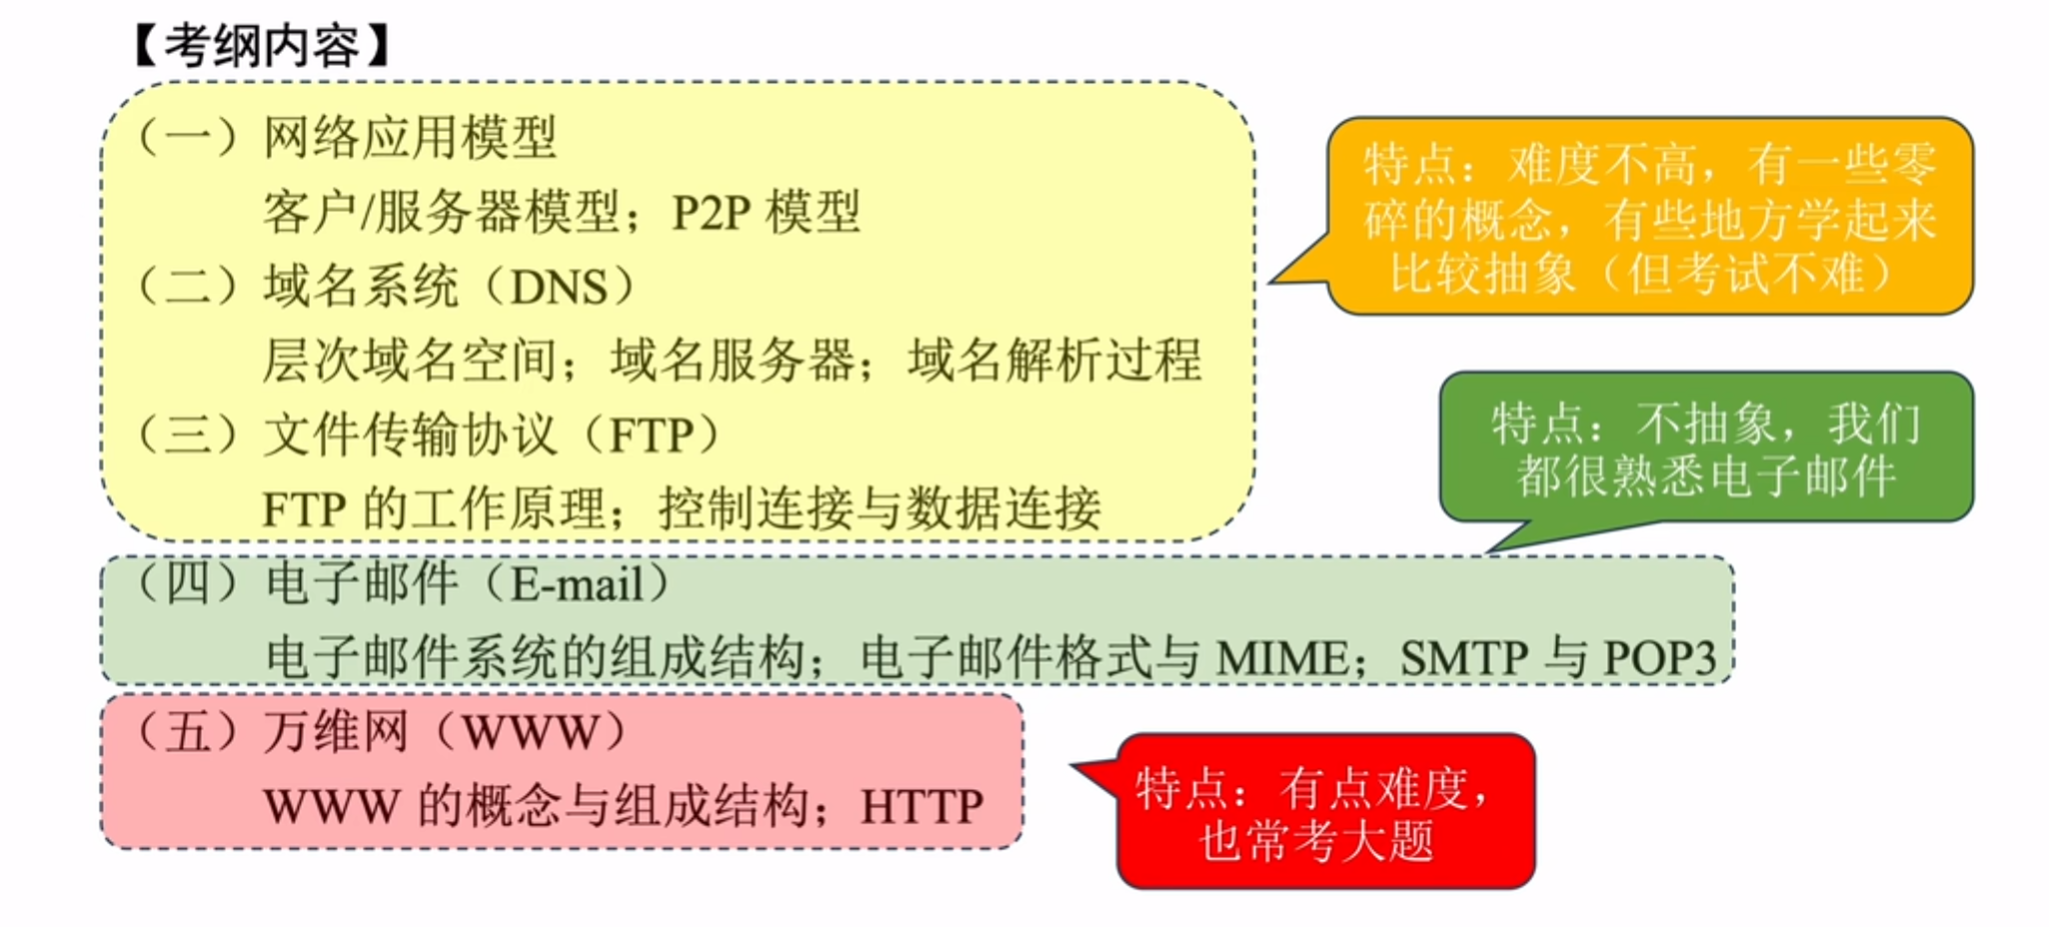 【考纲内容】
（一）网络应用模型
客户/服务器模型；P2P 模型
（二）域名系统（DNS）
层次域名空间；域名服务器；域名解析过程
（三）文件传输协议（FTP）
FTP 的工作原理；控制连接与数据连接
特点：难度不高，有一些零
碎的概念，有些地方学起来
比较抽象（但考试不难）
（四）电子邮件（E-mail）
电子邮件系统的组成结构；电子邮件格式与 MIME；SMTP 与 POP3
特点：不抽象，我们
都很熟悉电子邮件
（五）万维网（WWW）
WWW 的概念与组成结构；HTTP
特点：有点难度，
也常考大题